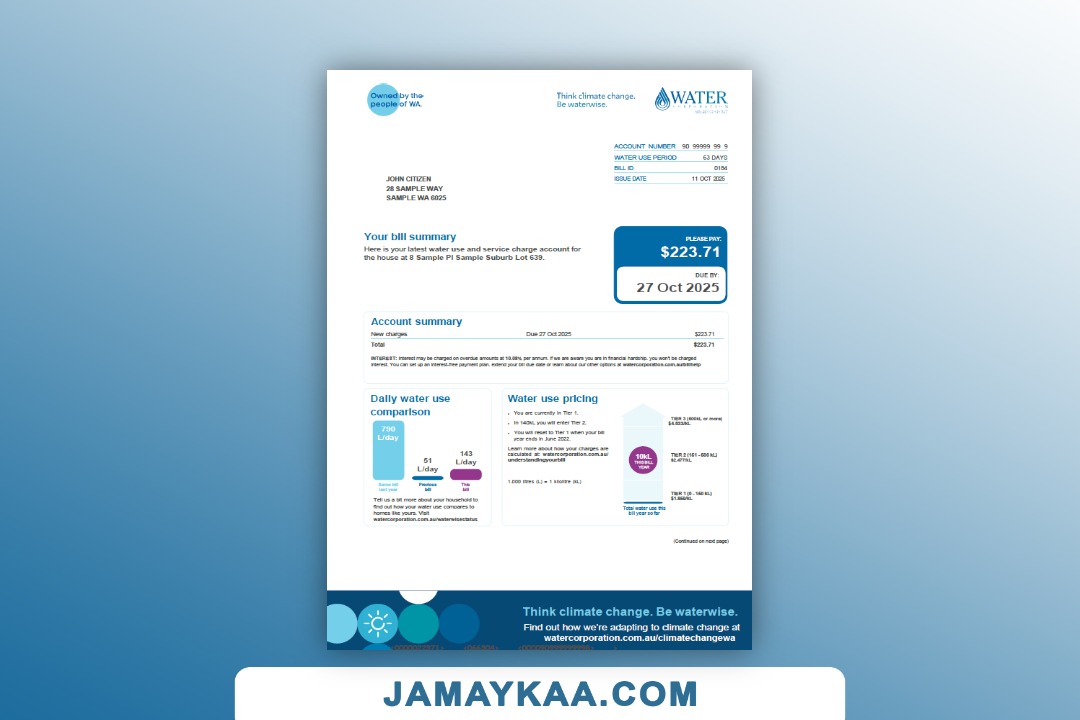 Owned by the
people of WA.
Think climate change.
Be waterwise.
WATER
CORPORATION
ACCOUNT NUMBER 90 99999 99 9
WATER USE PERIOD 63 DAYS
BILL ID 0184
ISSUE DATE 11 OCT 2025
JOHN CITIZEN
28 SAMPLE WAY
SAMPLE WA 6025
Your bill summary
Here is your latest water use and service charge account for
the house at 8 Sample Pl Sample Suburb Lot 639.
PLEASE PAY:
$223.71
DUE BY:
27 Oct 2025
Account summary
New charges Due 27 Oct 2025 $223.71
Total $223.71
INTEREST: Interest may be charged on overdue amounts at 10.00% per annum. If we are aware you are in financial hardship, you won't be charged
interest. You can set up an interest-free payment plan, extend your bill due date or learn about our other options at watercorporation.com.au/billhelp
Daily water use
comparison
790
L/day
51
L/day
143
L/day
Same bill
last year
Previous
bill
This
bill
Tell us a bit more about your household to
find out how your water use compares to
homes like yours. Visit
watercorporation.com.au/waterwisestatus
Water use pricing
You are currently in Tier 1.
In 140kL you will enter Tier 2.
You will reset to Tier 1 when your bill
year ends in June 2022.
Learn more about how your charges are
calculated at: watercorporation.com.au/
understandingyourbill
1,000 litres (L) = 1 kilolitre (kL)
TIER 3 (500kL or more)
TIER 2 (151 - 500 kL)
$2.477/kL
10kL
THIS BILL
YEAR
TIER 1 (0 - 150 kL)
Total water use this
bill year so far
(Continued on next page)
Think climate change. Be waterwise.
Find out how we're adapting to climate change at
watercorporation.com.au/climatechangewa
JAMAYKAA.COM